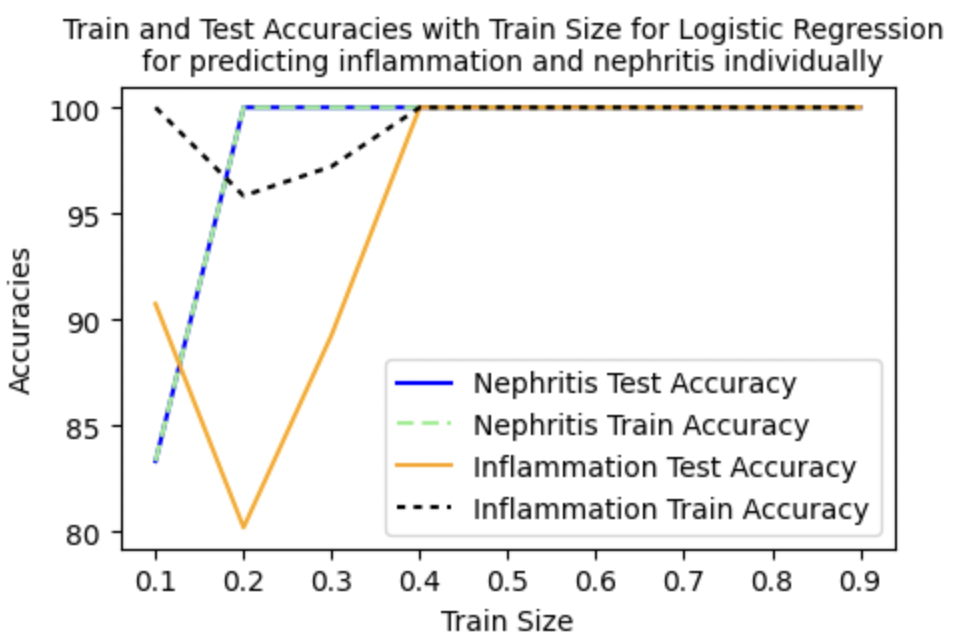 Train and Test Accuracies with Train Size for Logistic Regression
for predicting inflammation and nephritis individually
Accuracies
100
95
90
85
80
Nephritis Test Accuracy
Nephritis Train Accuracy
Inflammation Test Accuracy
Inflammation Train Accuracy
0.1 0.2 0.3 0.4 0.5 0.6 0.7 0.8 0.9
Train Size